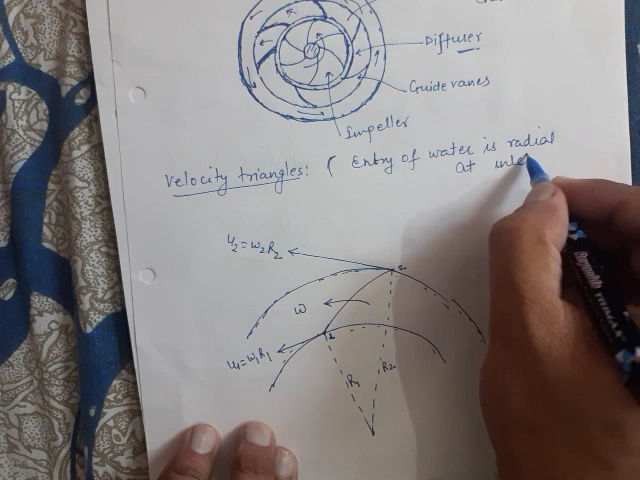 Diffuser
Guide vanes
Impeller
Velocity triangles: ( Entry of water is radial
at inle
u2 = ω2R2
2
ω
1
u1 = ω1R1
R1
R2